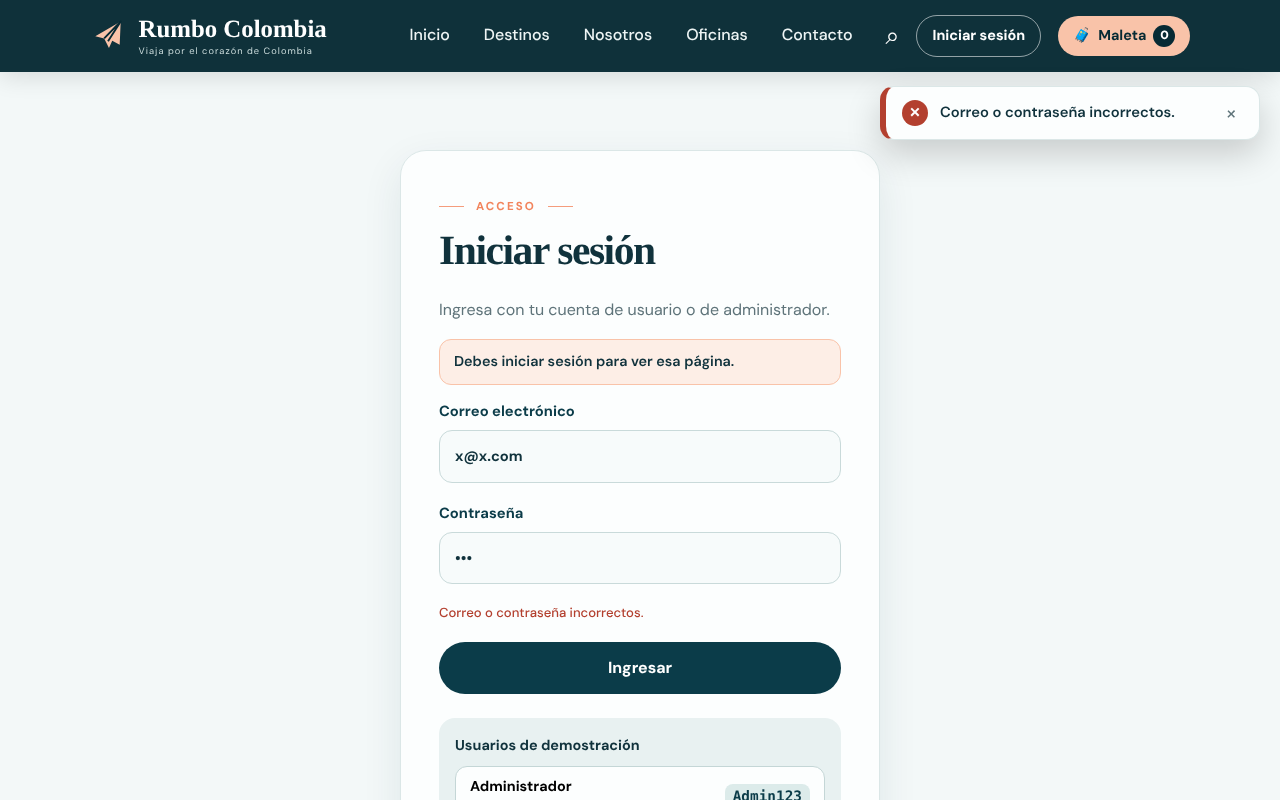 Rumbo Colombia
Viaja por el corazón de Colombia
Inicio Destinos Nosotros Oficinas Contacto Iniciar sesión Maleta 0
Correo o contraseña incorrectos. ×
ACCESO
Iniciar sesión
Ingresa con tu cuenta de usuario o de administrador.
Debes iniciar sesión para ver esa página.
Correo electrónico
x@x.com
Contraseña
•••
Correo o contraseña incorrectos.
Ingresar
Usuarios de demostración
Administrador
Admin123